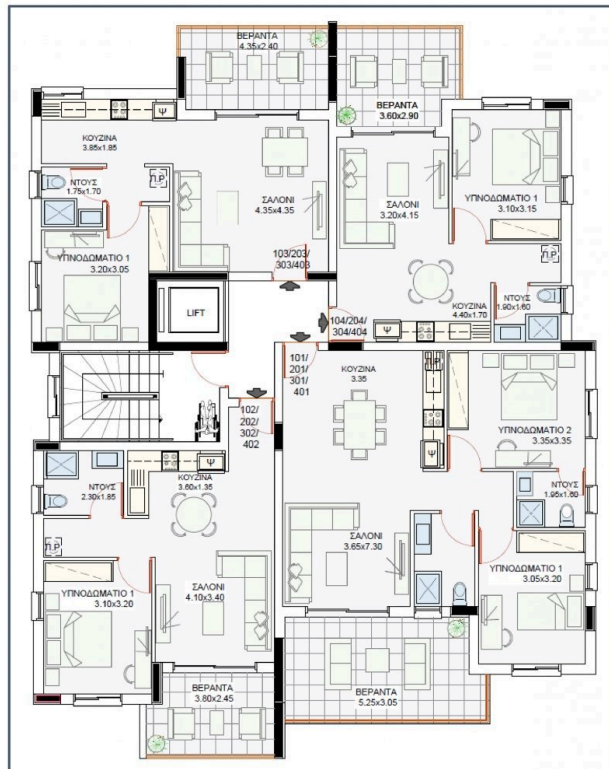 ΒΕΡΑΝΤΑ
4.35x2.40
ΒΕΡΑΝΤΑ
3.60x2.90
ΚΟΥΖΙΝΑ
3.85x1.85
Ψ
Π.Ρ
ΝΤΟΥΣ
1.75x1.70
ΣΑΛΟΝΙ
4.35x4.35
ΣΑΛΟΝΙ
3.20x4.15
ΥΠΝΟΔΩΜΑΤΙΟ 1
3.10x3.15
ΥΠΝΟΔΩΜΑΤΙΟ 1
3.20x3.05
103/203/
303/403
Π.Ρ
ΝΤΟΥΣ
1.90x1.60
LIFT
104/204/
304/404
ΚΟΥΖΙΝΑ
4.40x1.70
Ψ
101/
201/
301/
401
ΚΟΥΖΙΝΑ
3.35
Π.Ρ
Ψ
102/
202/
302/
402
ΥΠΝΟΔΩΜΑΤΙΟ 2
3.35x3.35
ΝΤΟΥΣ
2.30x1.85
Ψ
ΚΟΥΖΙΝΑ
3.60x1.35
ΝΤΟΥΣ
1.95x1.60
Π.Ρ
ΣΑΛΟΝΙ
3.65x7.30
ΥΠΝΟΔΩΜΑΤΙΟ 1
3.10x3.20
ΣΑΛΟΝΙ
4.10x3.40
ΥΠΝΟΔΩΜΑΤΙΟ 1
3.05x3.20
ΒΕΡΑΝΤΑ
3.80x2.45
ΒΕΡΑΝΤΑ
5.25x3.05